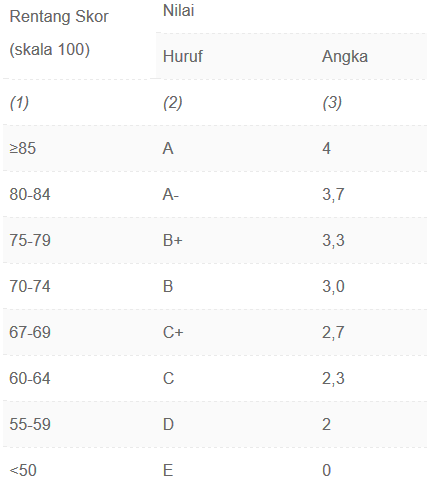 Rentang Skor
(skala 100)
Nilai
Huruf Angka
(1) (2) (3)
≥85 A 4
80-84 A- 3,7
75-79 B+ 3,3
70-74 B 3,0
67-69 C+ 2,7
60-64 C 2,3
55-59 D 2
<50 E 0